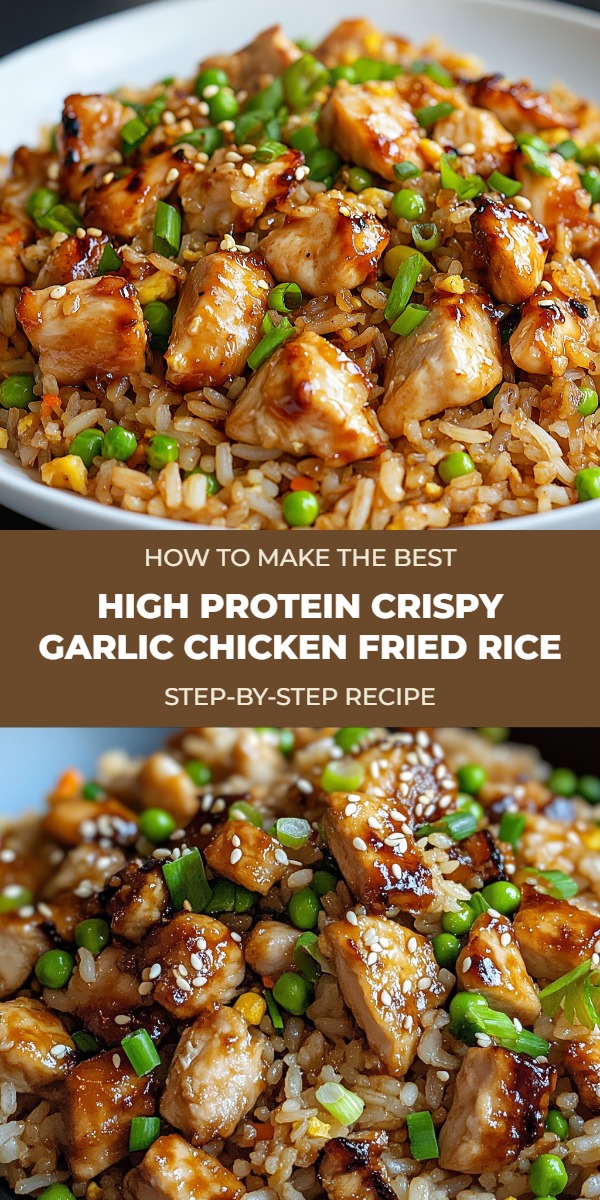 HOW TO MAKE THE BEST
HIGH PROTEIN CRISPY
GARLIC CHICKEN FRIED RICE
STEP-BY-STEP RECIPE